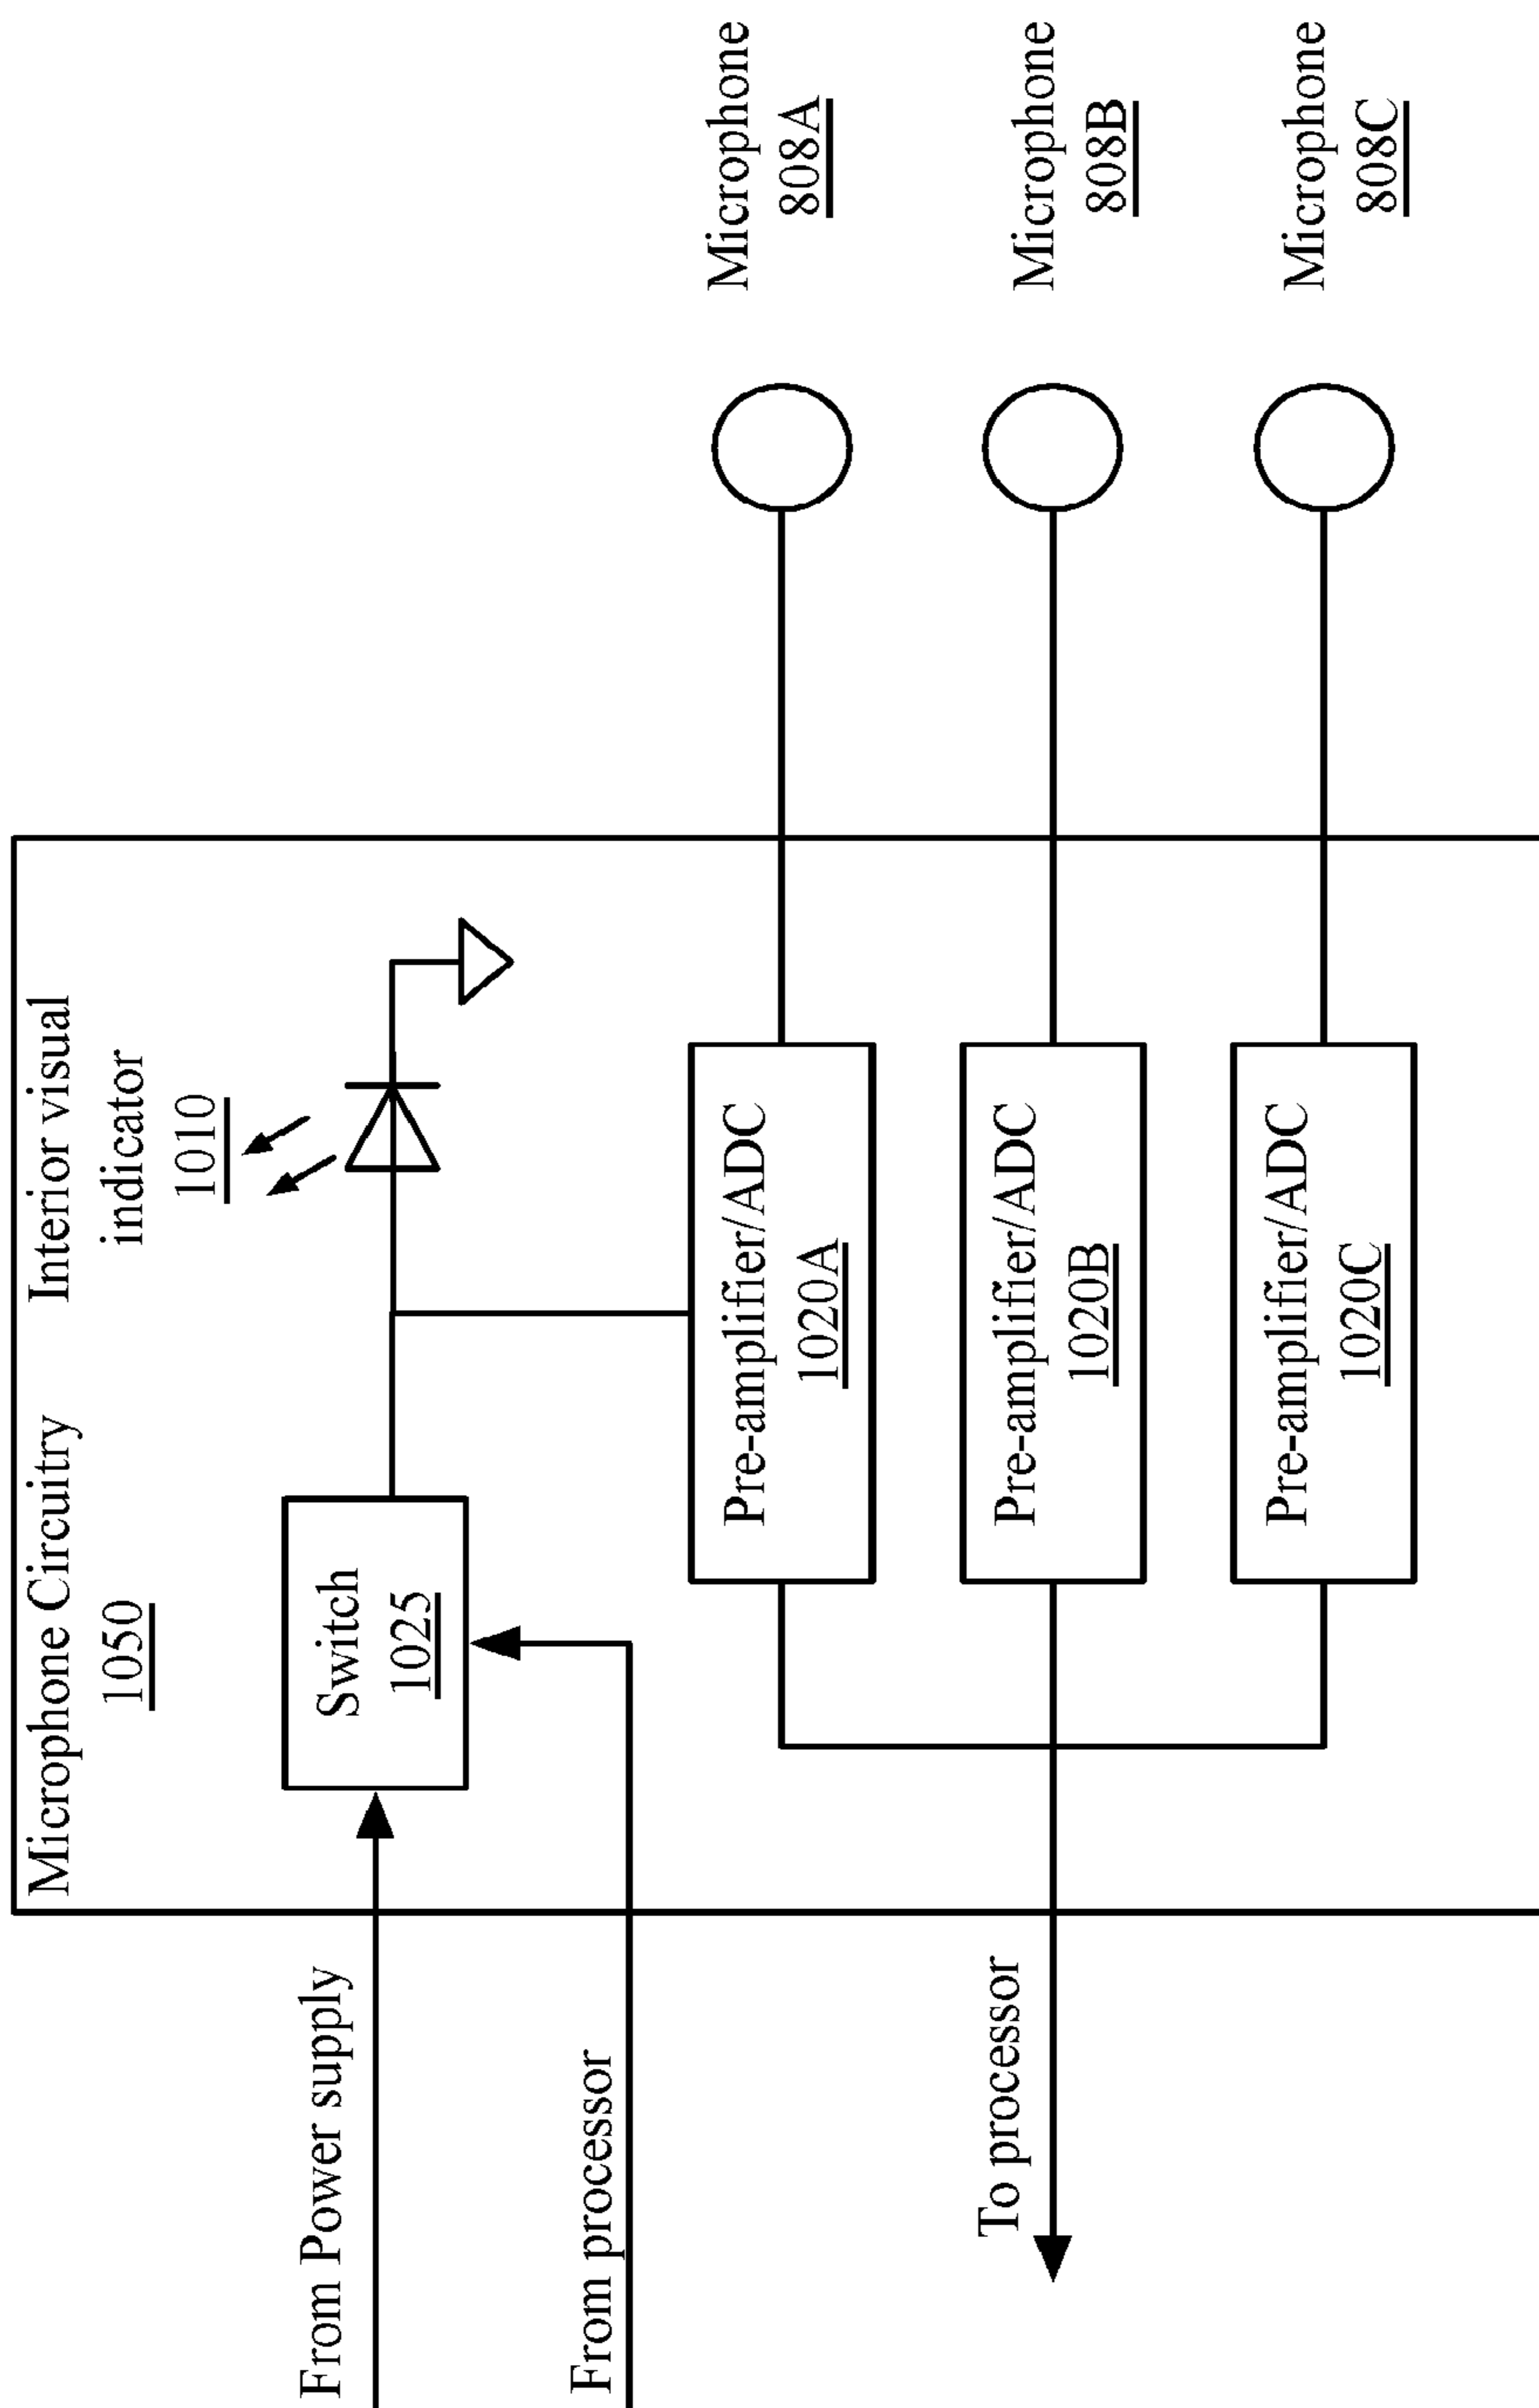 Microphone Circuitry
1050
Interior visual
indicator
1010
From Power supply
Switch
1025
From processor
Pre-amplifier/ADC
1020A
Microphone
808A
To processor
Pre-amplifier/ADC
1020B
Microphone
808B
Pre-amplifier/ADC
1020C
Microphone
808C